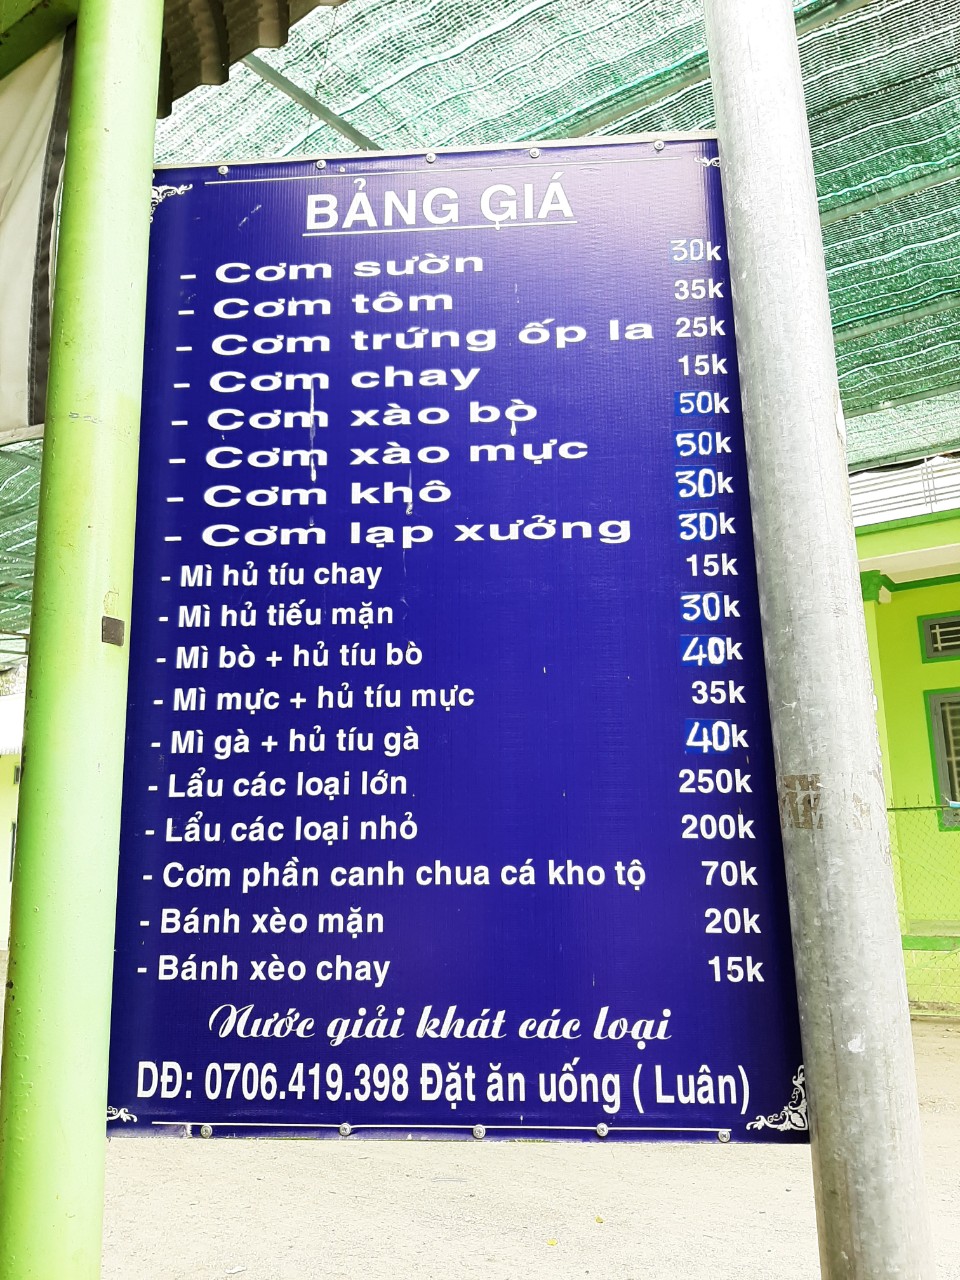 BẢNG GIÁ
- Cơm sườn 30k
- Cơm tôm 35k
- Cơm trứng ốp la 25k
- Cơm chay 15k
- Cơm xào bò 50k
- Cơm xào mực 50k
- Cơm khô 30k
- Cơm lạp xưởng 30k
- Mì hủ tíu chay 15k
- Mì hủ tiếu mặn 30k
- Mì bò + hủ tíu bò 40k
- Mì mực + hủ tíu mực 35k
- Mì gà + hủ tíu gà 40k
- Lẩu các loại lớn 250k
- Lẩu các loại nhỏ 200k
- Cơm phần canh chua cá kho tộ 70k
- Bánh xèo mặn 20k
- Bánh xèo chay 15k
Nước giải khát các loại
DĐ: 0706.419.398 Đặt ăn uống ( Luân)